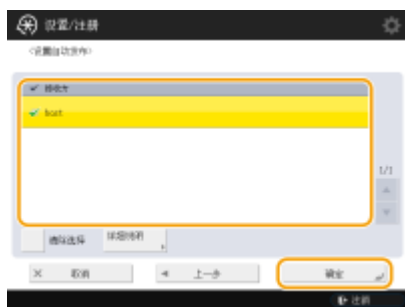 设置/注册
<设置自动发布>
接收方
host
1/1
清除选择
详细信息
取消
上一步
确定
注销